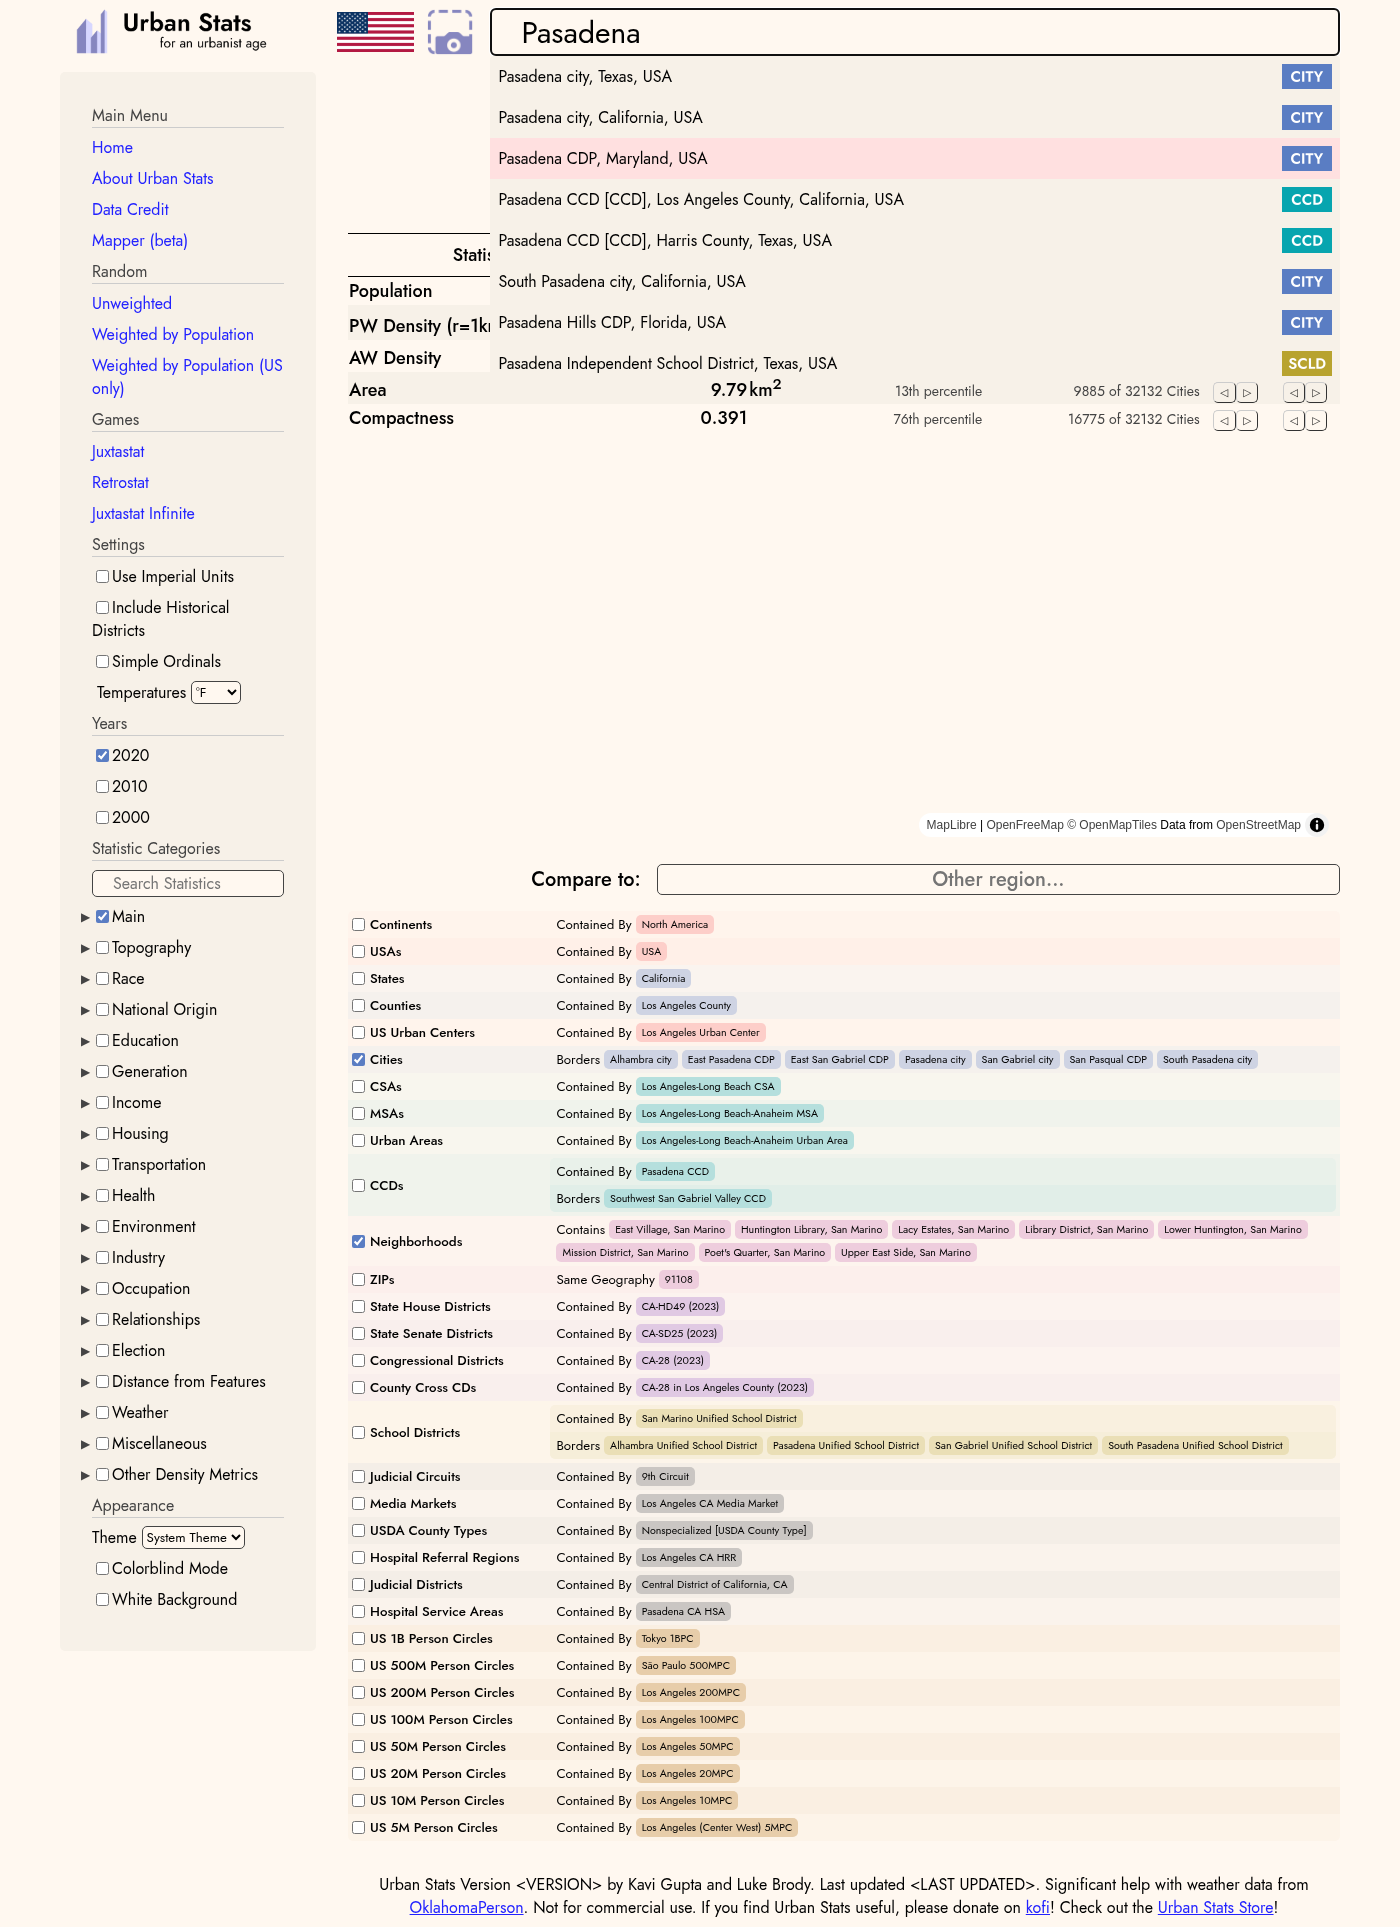 Urban Stats
for an urbanist age
Pasadena
Pasadena city, Texas, USA CITY
Pasadena city, California, USA CITY
Pasadena CDP, Maryland, USA CITY
Pasadena CCD [CCD], Los Angeles County, California, USA CCD
Pasadena CCD [CCD], Harris County, Texas, USA CCD
South Pasadena city, California, USA CITY
Pasadena Hills CDP, Florida, USA CITY
Pasadena Independent School District, Texas, USA SCLD
Main Menu
Home
About Urban Stats
Data Credit
Mapper (beta)
Random
Unweighted
Weighted by Population
Weighted by Population (US
only)
Games
Juxtastat
Retrostat
Juxtastat Infinite
Settings
Use Imperial Units
Include Historical
Districts
Simple Ordinals
Temperatures °F
Years
2020
2010
2000
Statistic Categories
Search Statistics
▶ Main
▶ Topography
▶ Race
▶ National Origin
▶ Education
▶ Generation
▶ Income
▶ Housing
▶ Transportation
▶ Health
▶ Environment
▶ Industry
▶ Occupation
▶ Relationships
▶ Election
▶ Distance from Features
▶ Weather
▶ Miscellaneous
▶ Other Density Metrics
Appearance
Theme System Theme
Colorblind Mode
White Background
Statis
Population
PW Density (r=1k
AW Density
Area 9.79 km² 13th percentile 9885 of 32132 Cities ◁ ▷ ◁ ▷
Compactness 0.391 76th percentile 16775 of 32132 Cities ◁ ▷ ◁ ▷
MapLibre | OpenFreeMap © OpenMapTiles Data from OpenStreetMap
Compare to: Other region...
Continents Contained By North America
USAs Contained By USA
States Contained By California
Counties Contained By Los Angeles County
US Urban Centers Contained By Los Angeles Urban Center
Cities Borders Alhambra city East Pasadena CDP East San Gabriel CDP Pasadena city San Gabriel city San Pasqual CDP South Pasadena city
CSAs Contained By Los Angeles-Long Beach CSA
MSAs Contained By Los Angeles-Long Beach-Anaheim MSA
Urban Areas Contained By Los Angeles-Long Beach-Anaheim Urban Area
CCDs Contained By Pasadena CCD
Borders Southwest San Gabriel Valley CCD
Neighborhoods Contains East Village, San Marino Huntington Library, San Marino Lacy Estates, San Marino Library District, San Marino Lower Huntington, San Marino
Mission District, San Marino Poet's Quarter, San Marino Upper East Side, San Marino
ZIPs Same Geography 91108
State House Districts Contained By CA-HD49 (2023)
State Senate Districts Contained By CA-SD25 (2023)
Congressional Districts Contained By CA-28 (2023)
County Cross CDs Contained By CA-28 in Los Angeles County (2023)
School Districts Contained By San Marino Unified School District
Borders Alhambra Unified School District Pasadena Unified School District San Gabriel Unified School District South Pasadena Unified School District
Judicial Circuits Contained By 9th Circuit
Media Markets Contained By Los Angeles CA Media Market
USDA County Types Contained By Nonspecialized [USDA County Type]
Hospital Referral Regions Contained By Los Angeles CA HRR
Judicial Districts Contained By Central District of California, CA
Hospital Service Areas Contained By Pasadena CA HSA
US 1B Person Circles Contained By Tokyo 1BPC
US 500M Person Circles Contained By São Paulo 500MPC
US 200M Person Circles Contained By Los Angeles 200MPC
US 100M Person Circles Contained By Los Angeles 100MPC
US 50M Person Circles Contained By Los Angeles 50MPC
US 20M Person Circles Contained By Los Angeles 20MPC
US 10M Person Circles Contained By Los Angeles 10MPC
US 5M Person Circles Contained By Los Angeles (Center West) 5MPC
Urban Stats Version <VERSION> by Kavi Gupta and Luke Brody. Last updated <LAST UPDATED>. Significant help with weather data from
OklahomaPerson. Not for commercial use. If you find Urban Stats useful, please donate on kofi! Check out the Urban Stats Store!